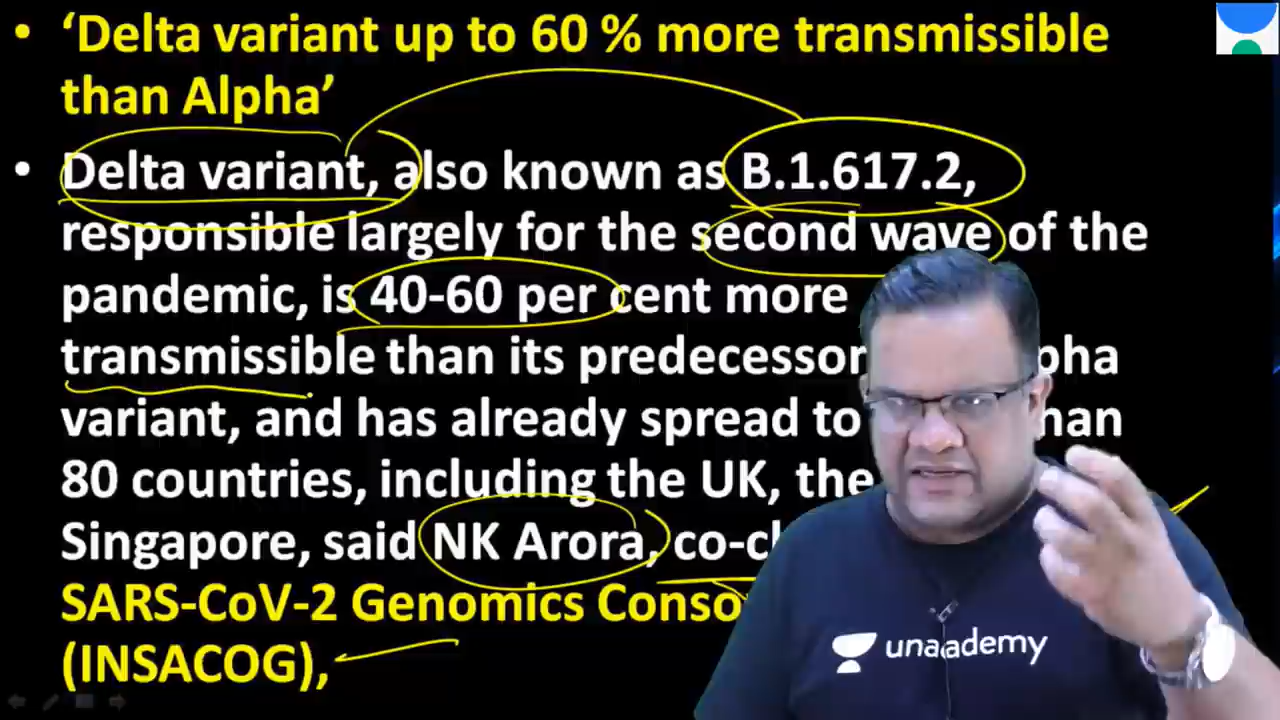 • ‘Delta variant up to 60 % more transmissible
than Alpha’
• Delta variant, also known as B.1.617.2,
responsible largely for the second wave of the
pandemic, is 40-60 per cent more
transmissible than its predecessor
variant, and has already spread to
80 countries, including the UK, the
Singapore, said NK Arora,
SARS-CoV-2 Genomics
(INSACOG),
unacademy